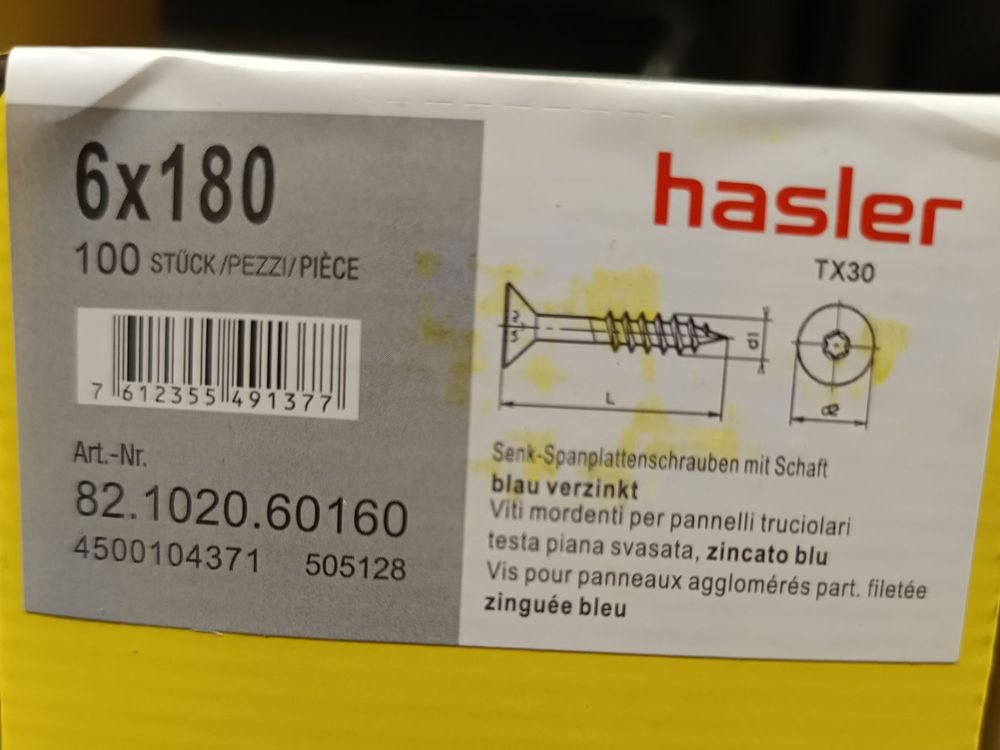 6x180
100 STÜCK/PEZZI/PIÈCE
7 612355 491377
Art.-Nr.
82.1020.60160
4500104371 505128
hasler
TX30
L
d2
Senk-Spanplattenschrauben mit Schaft
blau verzinkt
Viti mordenti per pannelli truciolari
testa piana svasata, zincato blu
Vis pour panneaux agglomérés part. filetée
zinguée bleu